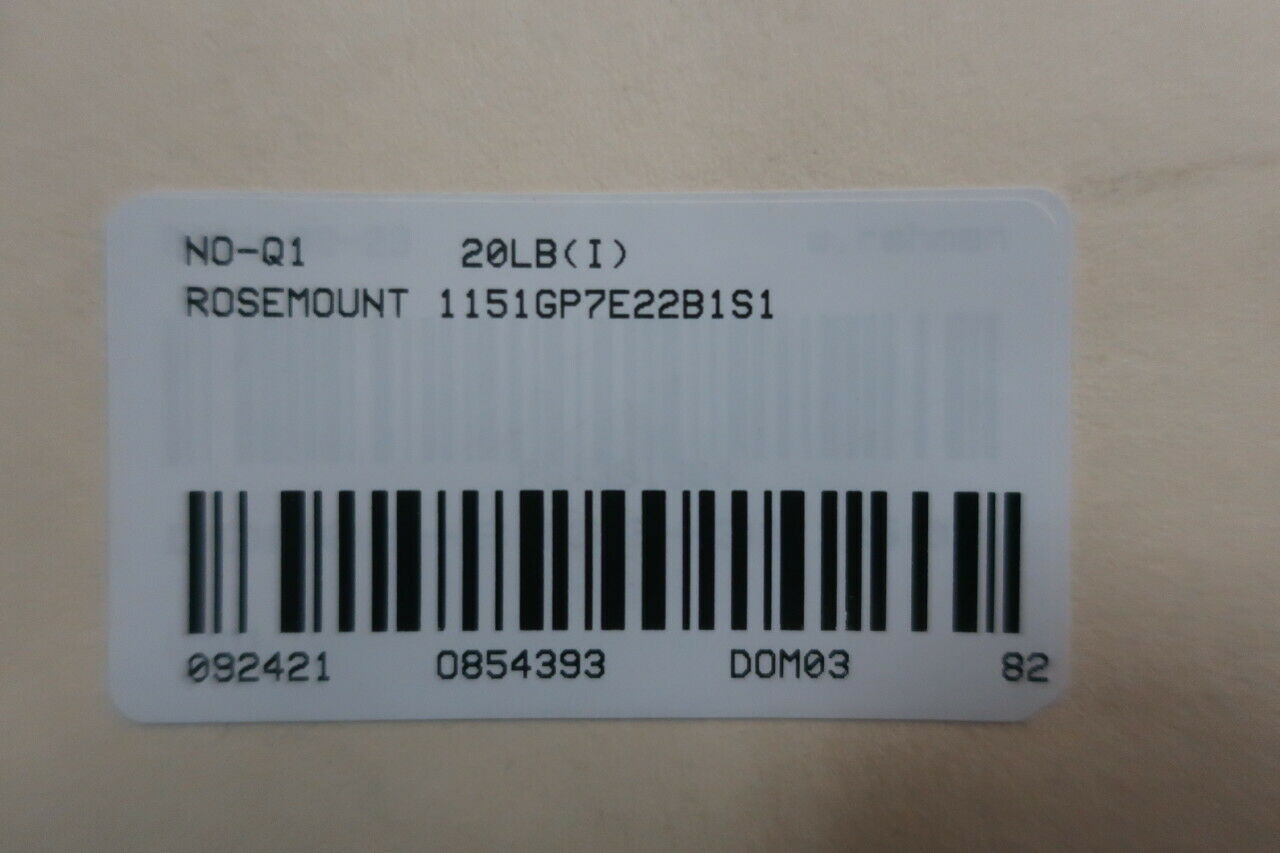 NO-Q1 20LB(I)
ROSEMOUNT 1151GP7E22B1S1
092421 0854393 DOM03 82